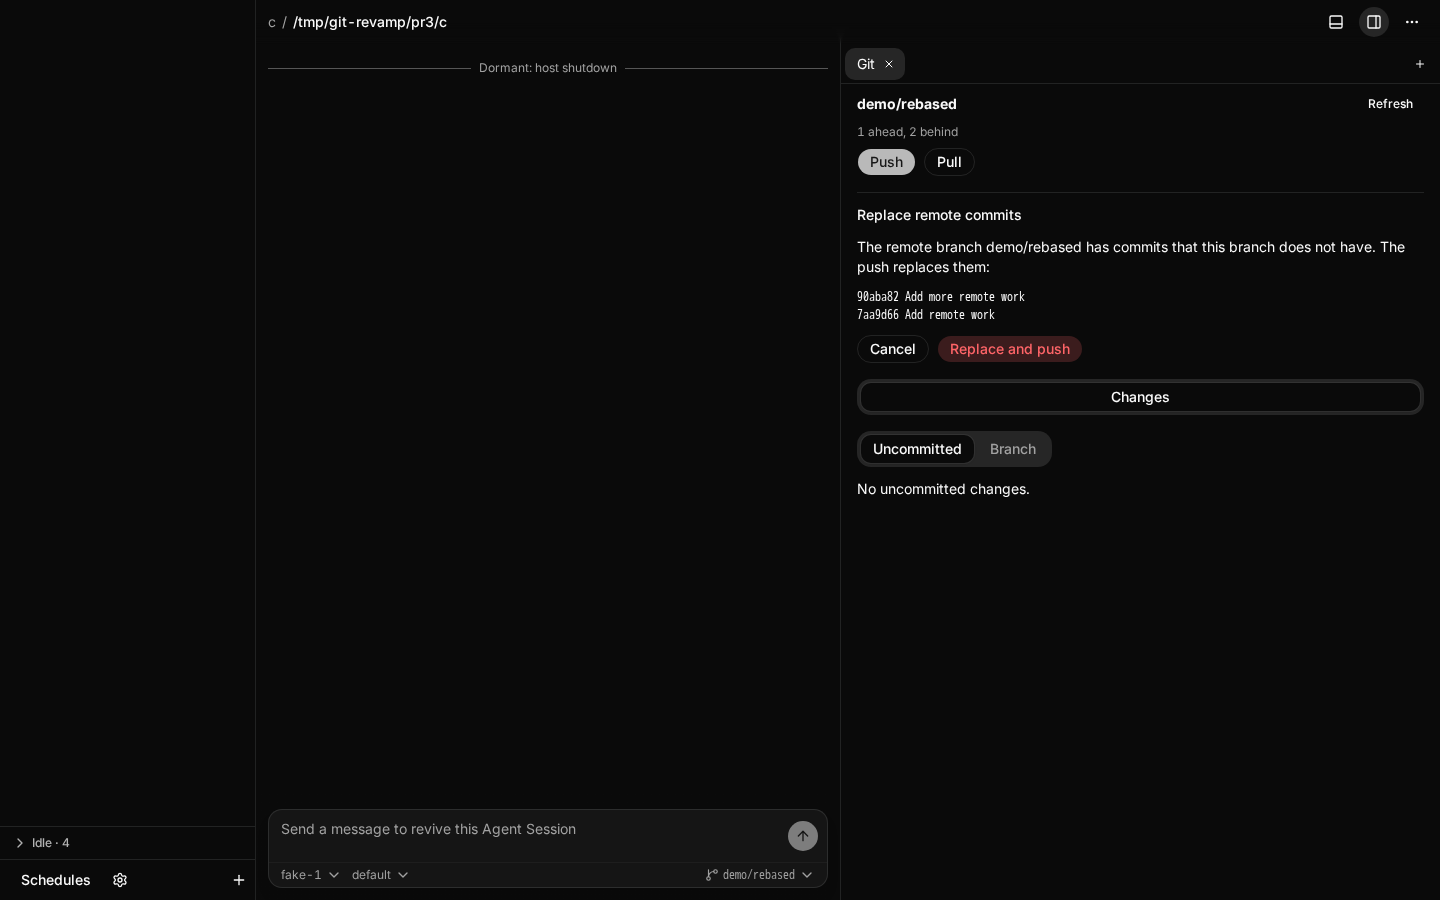 c / /tmp/git-revamp/pr3/c
Dormant: host shutdown
Git
demo/rebased
Refresh
1 ahead, 2 behind
Push
Pull
Replace remote commits
The remote branch demo/rebased has commits that this branch does not have. The
push replaces them:
90aba82 Add more remote work
7aa9d66 Add remote work
Cancel
Replace and push
Changes
Uncommitted
Branch
No uncommitted changes.
Send a message to revive this Agent Session
fake-1
default
demo/rebased
Idle · 4
Schedules